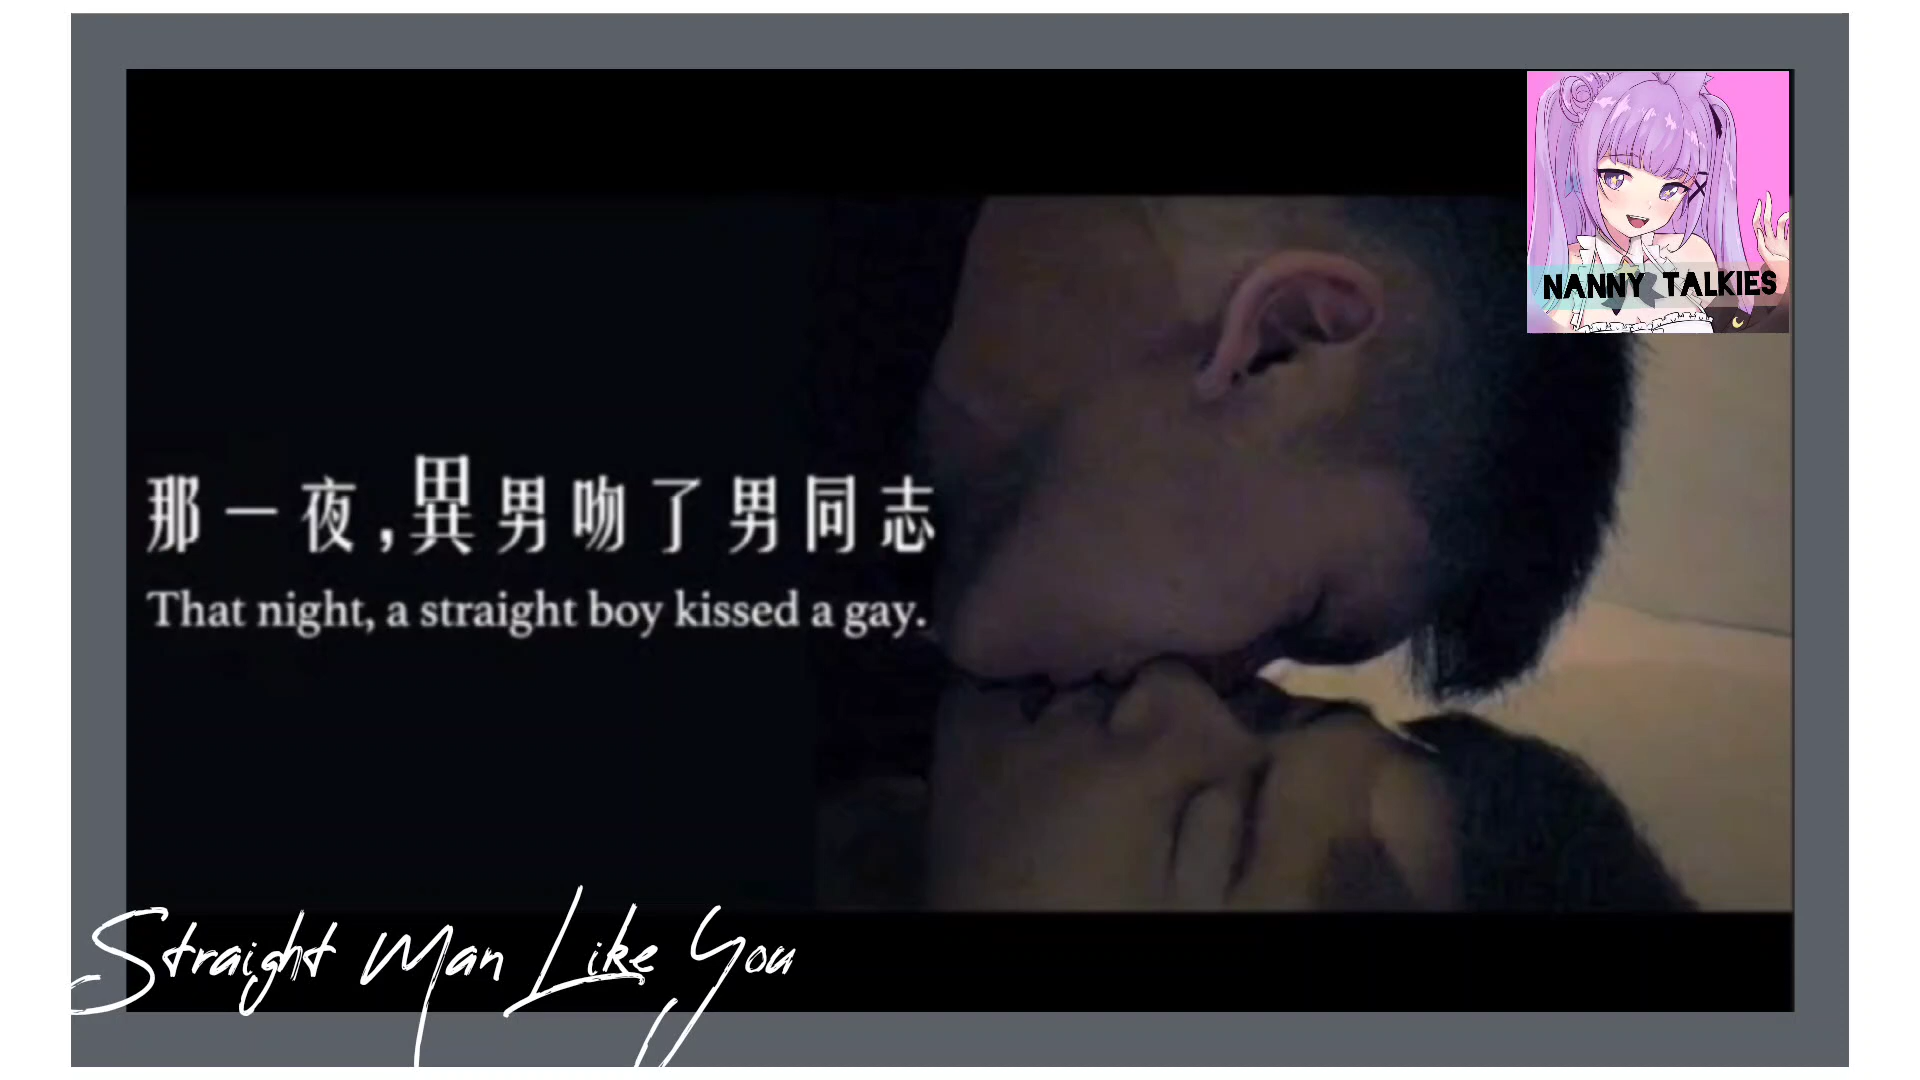 NANNY TALKIES
那一夜,異男吻了男同志
That night, a straight boy kissed a gay.
Straight Man Like You